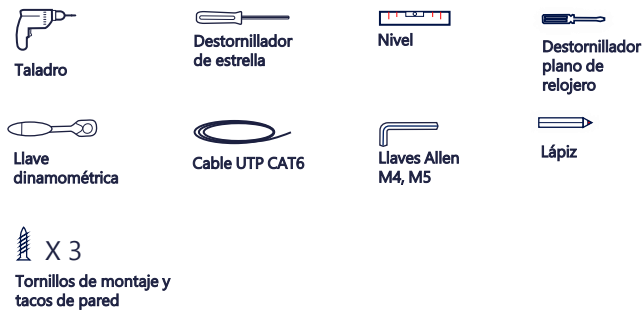 Taladro
Destornillador
de estrella
Nivel
Destornillador
plano de
relojero
Llave
dinamométrica
Cable UTP CAT6
Llaves Allen
M4, M5
Lápiz
X 3
Tornillos de montaje y
tacos de pared